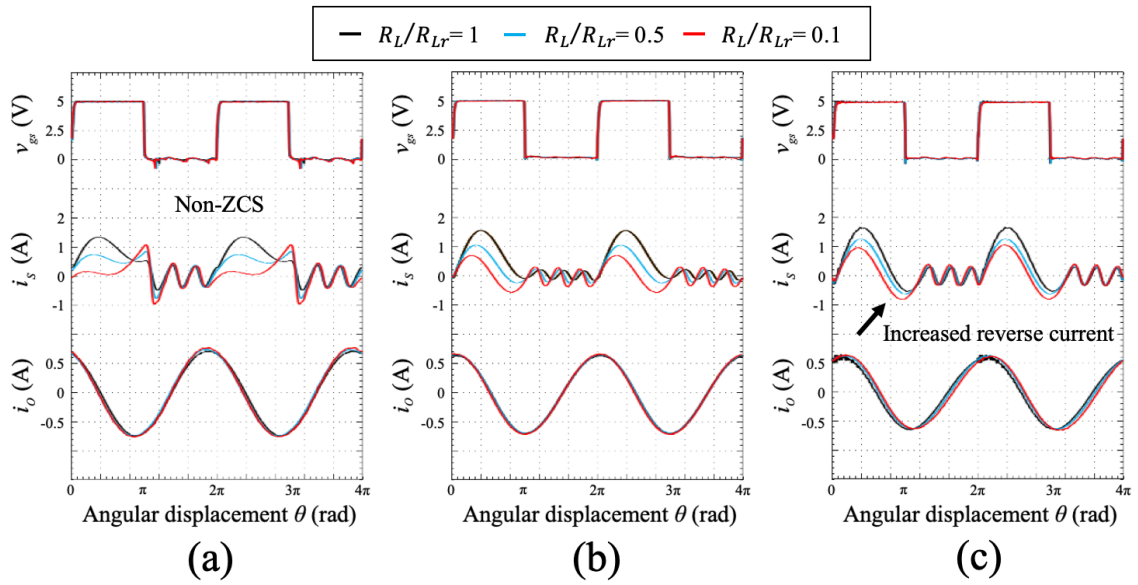 R_L/R_Lr= 1 R_L/R_Lr= 0.5 R_L/R_Lr= 0.1
v_gs (V)
5
2.5
0
Non-ZCS
i_s (A)
2
1
0
-1
i_o (A)
0.5
0
-0.5
0 π 2π 3π 4π
Angular displacement θ (rad)
(a)
v_gs (V)
5
2.5
0
i_s (A)
2
1
0
-1
i_o (A)
0.5
0
-0.5
0 π 2π 3π 4π
Angular displacement θ (rad)
(b)
v_gs (V)
5
2.5
0
i_s (A)
2
1
0
-1
Increased reverse current
i_o (A)
0.5
0
-0.5
0 π 2π 3π 4π
Angular displacement θ (rad)
(c)